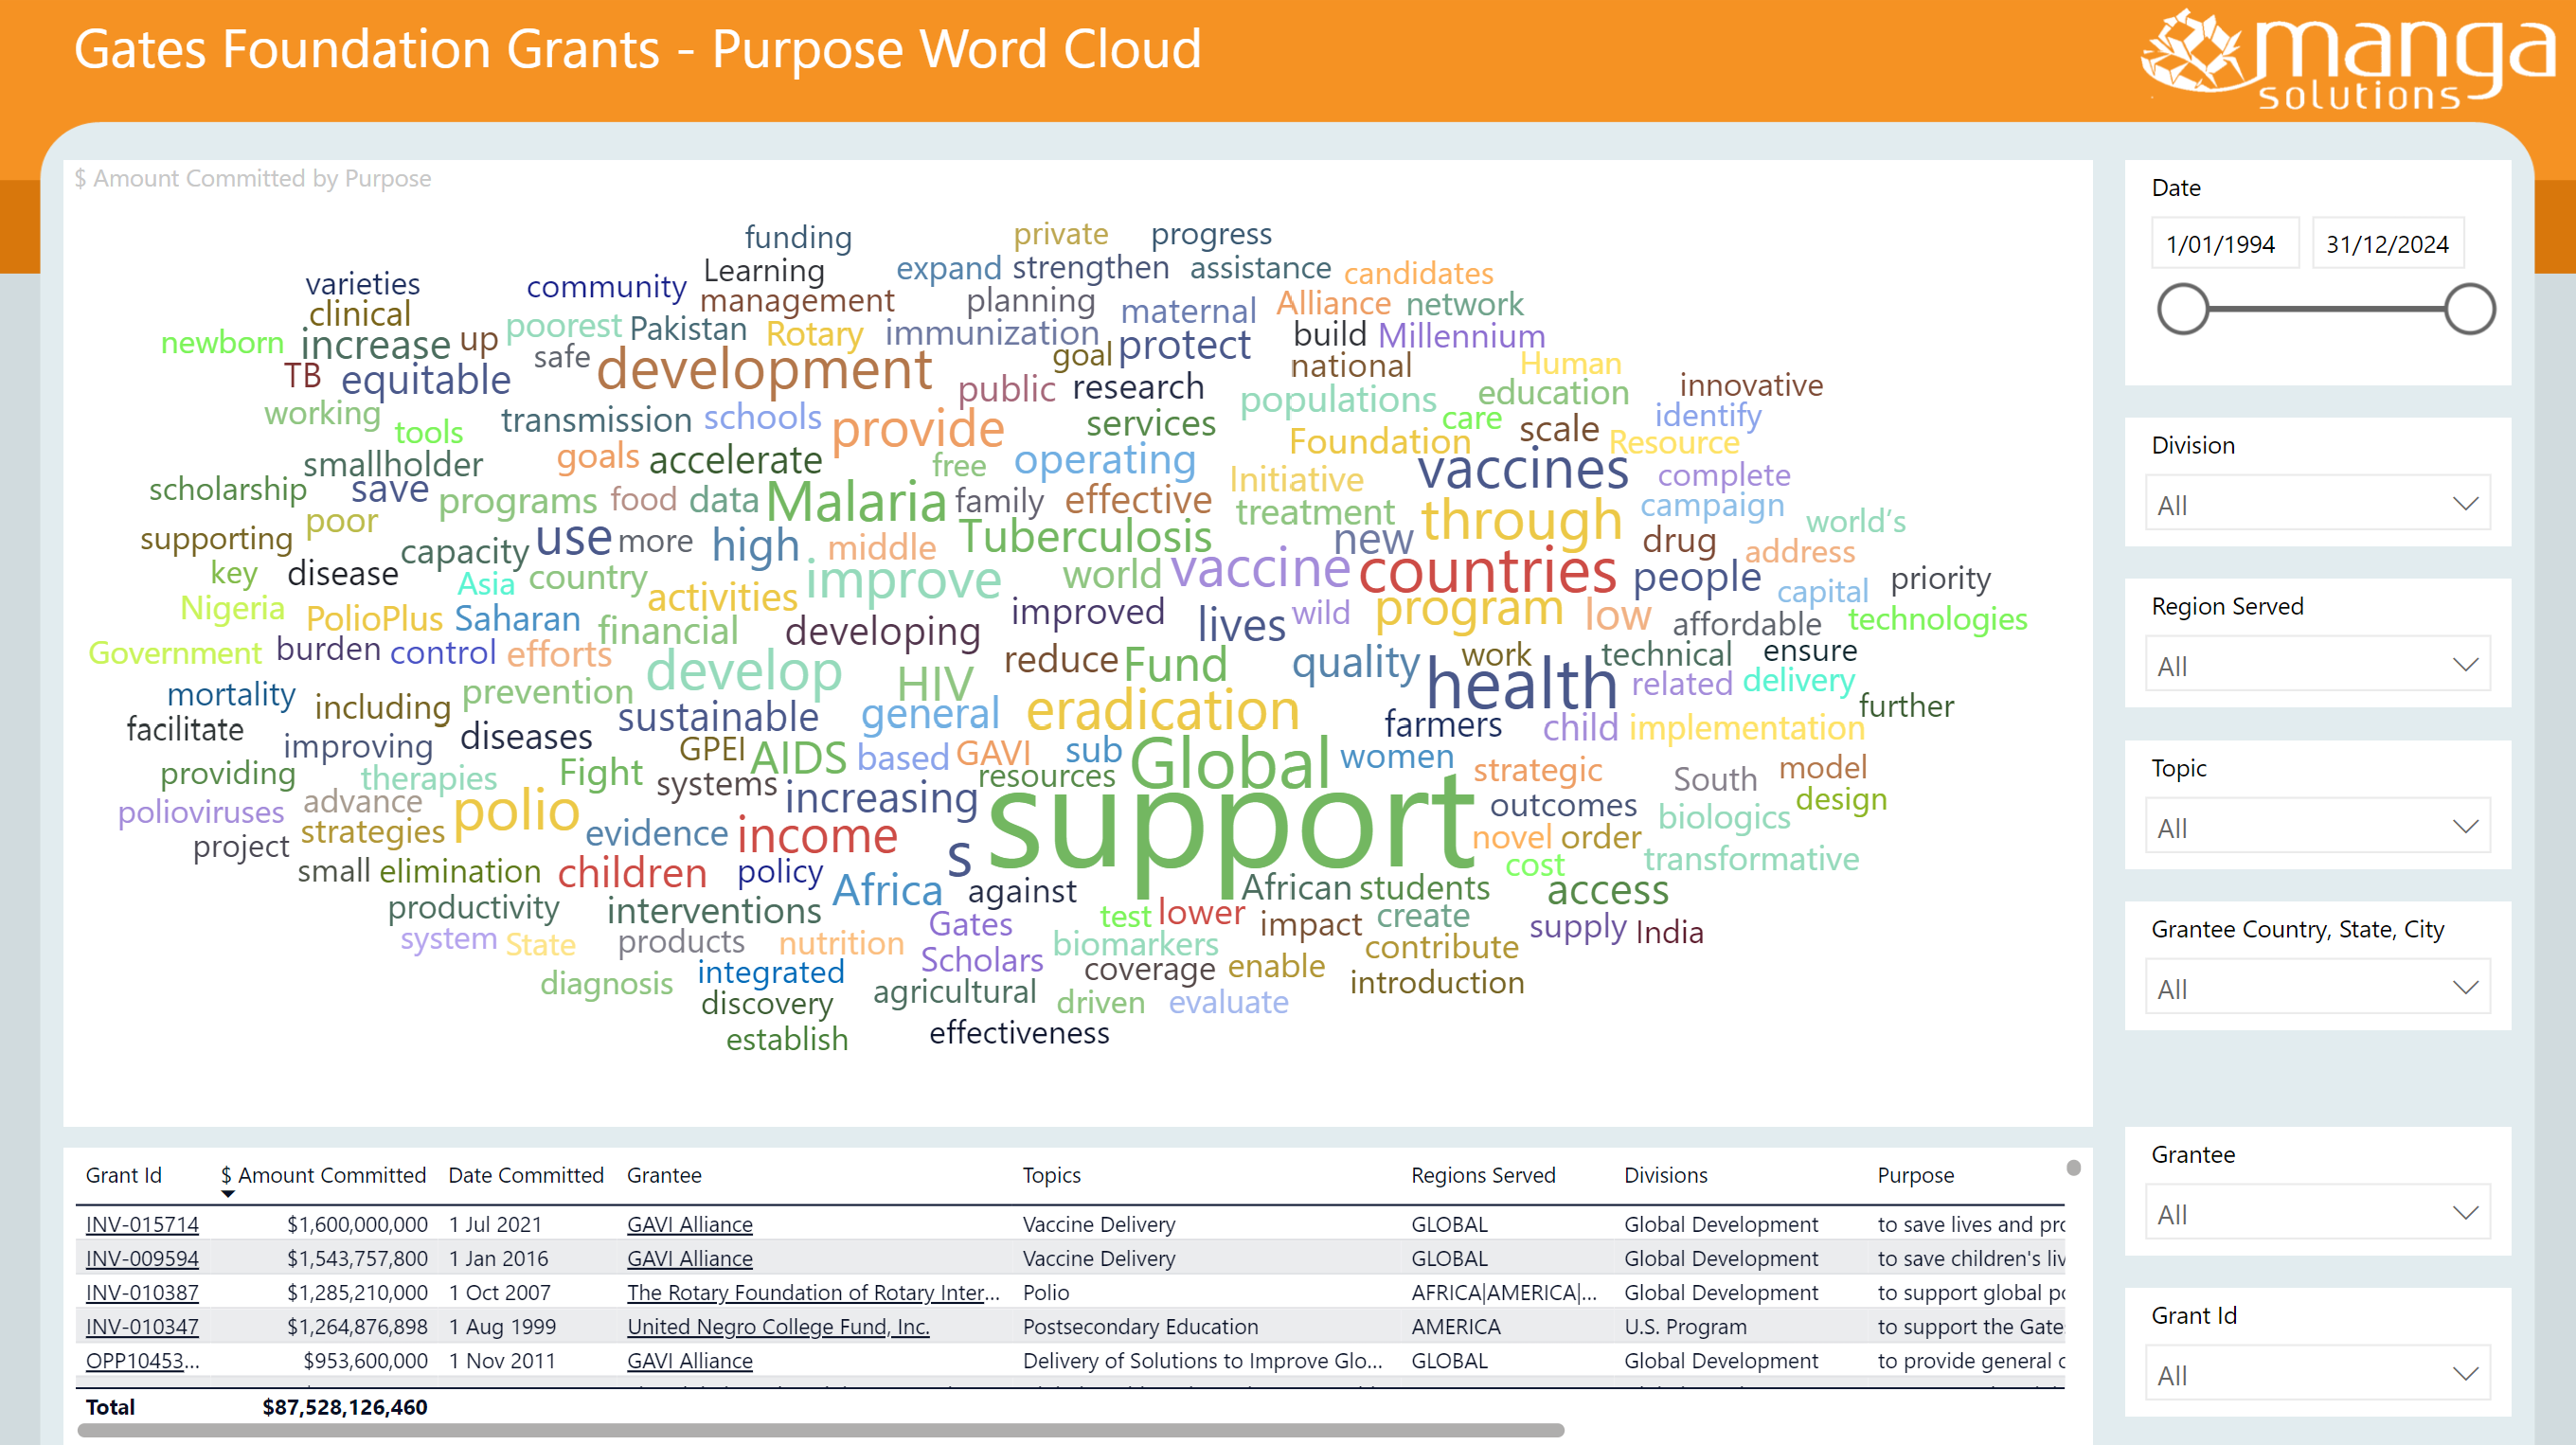 Gates Foundation Grants - Purpose Word Cloud
manga
solutions
$ Amount Committed by Purpose
funding private progress
Learning expand strengthen assistance candidates
varieties community management planning maternal Alliance network
clinical poorest Pakistan Rotary immunization build Millennium
newborn increase up safe development goal protect national Human
TB equitable public research populations education innovative
working tools transmission schools provide services care scale identify
smallholder goals accelerate free operating Foundation Resource
scholarship save programs food data Malaria family effective Initiative vaccines complete
supporting poor capacity use more high middle Tuberculosis treatment new through campaign world’s
key disease Asia country improve world vaccine countries drug address
Nigeria PolioPlus Saharan activities improved lives wild program people capital priority
Government burden control efforts financial developing low affordable technologies
mortality including prevention develop HIV reduce Fund quality work technical ensure
facilitate improving diseases sustainable general eradication health related delivery further
providing therapies Fight GPEI AIDS based GAVI sub Global women farmers child implementation
polioviruses advance polio systems increasing resources support strategic South model
project strategies evidence income s outcomes biologics design
small elimination children policy Africa against African students novel order
productivity interventions Gates test lower impact create cost transformative access
system State products nutrition Scholars biomarkers contribute supply India
diagnosis integrated coverage enable introduction
discovery agricultural driven evaluate
establish effectiveness
Date
1/01/1994 31/12/2024
Division
All
Region Served
All
Topic
All
Grantee Country, State, City
All
Grantee
All
Grant Id
All
Grant Id $ Amount Committed Date Committed Grantee Topics Regions Served Divisions Purpose
INV-015714 $1,600,000,000 1 Jul 2021 GAVI Alliance Vaccine Delivery GLOBAL Global Development to save lives and pro
INV-009594 $1,543,757,800 1 Jan 2016 GAVI Alliance Vaccine Delivery GLOBAL Global Development to save children's liv
INV-010387 $1,285,210,000 1 Oct 2007 The Rotary Foundation of Rotary Inter... Polio AFRICA|AMERICA|... Global Development to support global po
INV-010347 $1,264,876,898 1 Aug 1999 United Negro College Fund, Inc. Postsecondary Education AMERICA U.S. Program to support the Gate
OPP10453... $953,600,000 1 Nov 2011 GAVI Alliance Delivery of Solutions to Improve Glo... GLOBAL Global Development to provide general c
Total $87,528,126,460